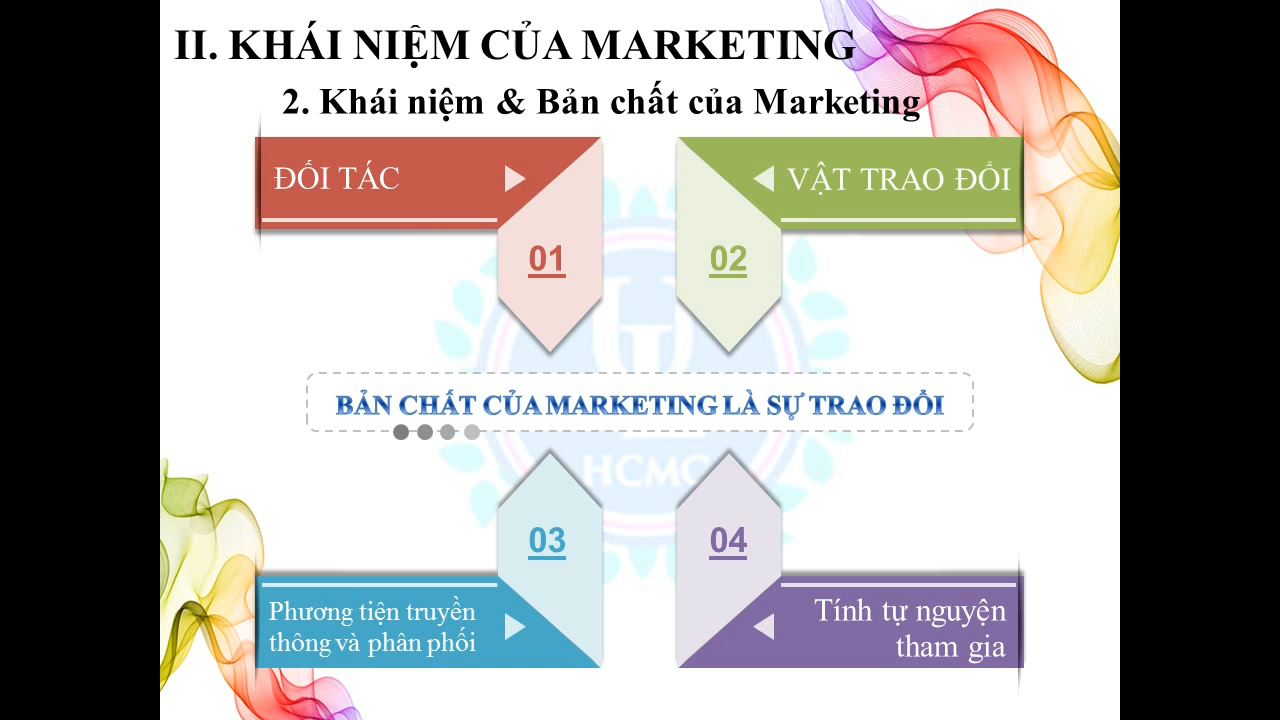 II. KHÁI NIỆM CỦA MARKETING
2. Khái niệm & Bản chất của Marketing
ĐỐI TÁC
VẬT TRAO ĐỔI
01
02
BẢN CHẤT CỦA MARKETING LÀ SỰ TRAO ĐỔI
HCMC
03
04
Phương tiện truyền
thông và phân phối
Tính tự nguyện
tham gia